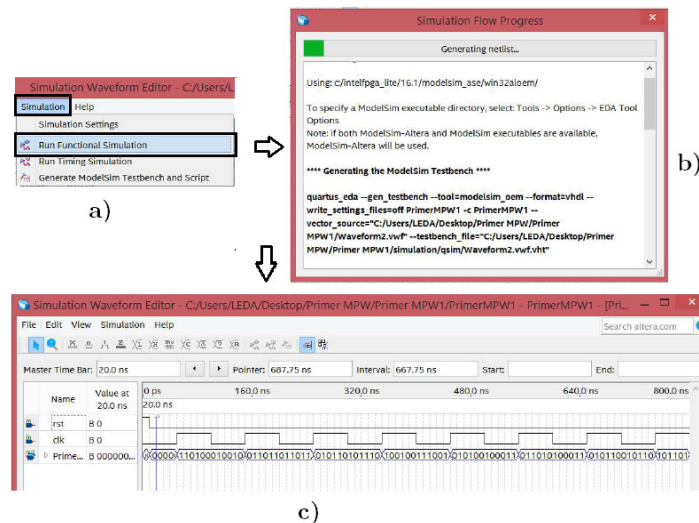 Simulation Waveform Editor - C:/Users/L
Simulation Help
Simulation Settings
Run Functional Simulation
Run Timing Simulation
Generate ModelSim Testbench and Script
a)
Simulation Flow Progress
Generating netlist...
Using: c:/intelfpga_lite/16.1/modelsim_ase/win32aloem/
To specify a ModelSim executable directory, select: Tools -> Options -> EDA Tool
Options
Note: if both ModelSim-Altera and ModelSim executables are available,
ModelSim-Altera will be used.
**** Generating the ModelSim Testbench ****
quartus_eda --gen_testbench --tool=modelsim_oem --format=vhdl --
write_settings_files=off PrimerMPW1 -c PrimerMPW1 --
vector_source="C:/Users/LEDA/Desktop/Primer MPW/Primer
MPW1/Waveform2.vwf" --testbench_file="C:/Users/LEDA/Desktop/Primer
MPW/Primer MPW1/simulation/qsim/Waveform2.vwf.vht"
b)
Simulation Waveform Editor - C:/Users/LEDA/Desktop/Primer MPW/Primer MPW1/PrimerMPW1 - PrimerMPW1 - [Pri...
File Edit View Simulation Help
Search altera.com
Master Time Bar: 20.0 ns Pointer: 687.75 ns Interval: 667.75 ns Start: End:
Name Value at 20.0 ns
0 ps 160.0 ns 320.0 ns 480.0 ns 640.0 ns 800.0 ns
20.0 ns
rst B 0
clk B 0
Prime... B 000000... 110100010010 011011011011 010110101110 100100111001 010100100011 011010100011 010110010110 101101
c)